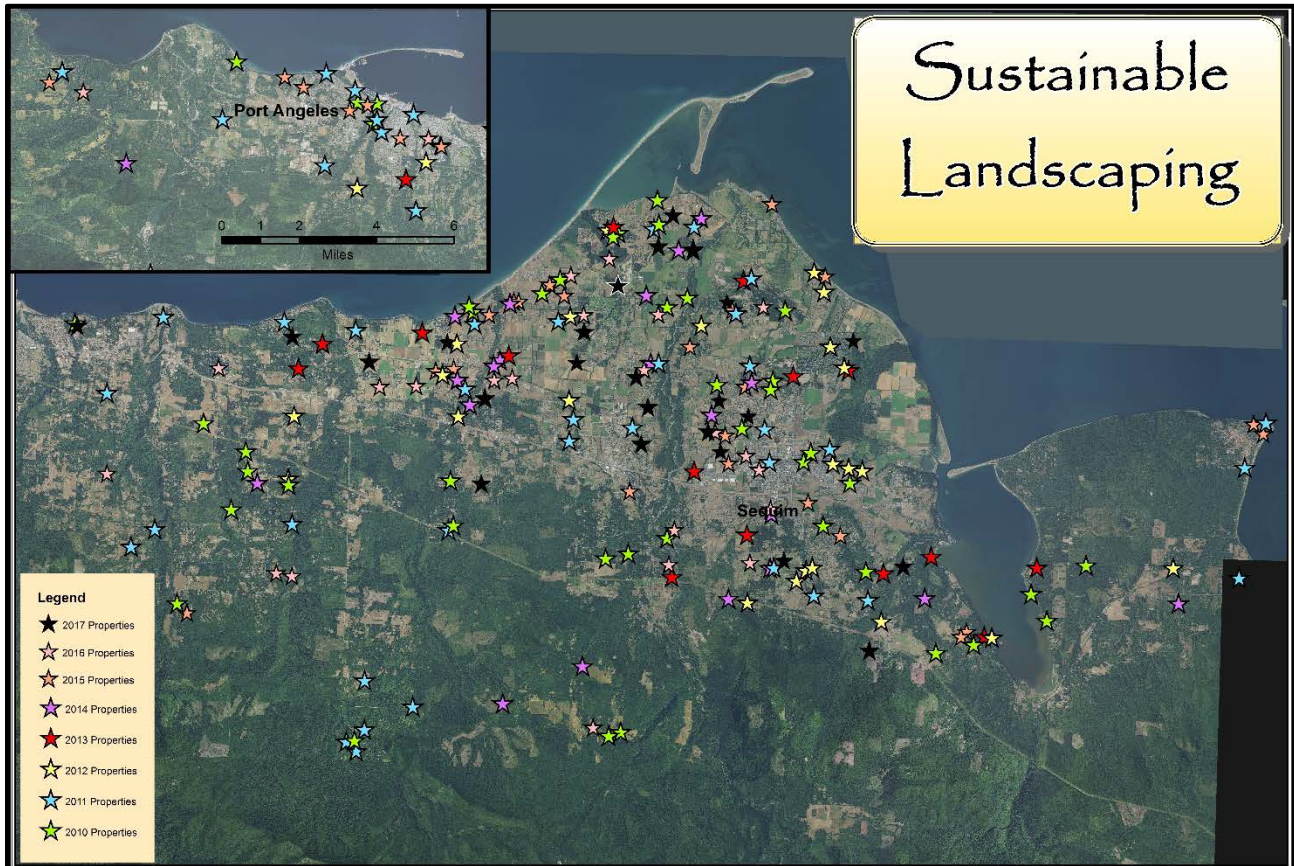 Sustainable
Landscaping
Port Angeles
0 1 2 4 6
Miles
Sequim
Legend
2017 Properties
2016 Properties
2015 Properties
2014 Properties
2013 Properties
2012 Properties
2011 Properties
2010 Properties